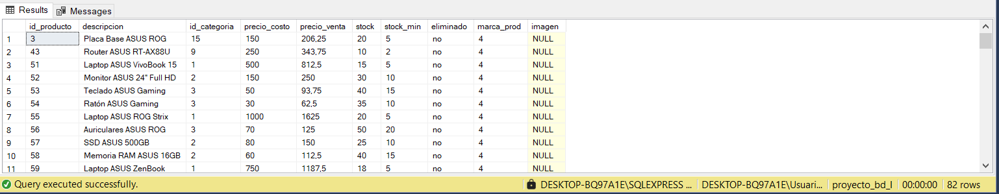 Results Messages
id_producto descripcion id_categoria precio_costo precio_venta stock stock_min eliminado marca_prod imagen
1 3 Placa Base ASUS ROG 15 150 206,25 20 5 no 4 NULL
2 43 Router ASUS RT-AX88U 9 250 343,75 10 2 no 4 NULL
3 51 Laptop ASUS VivoBook 15 1 500 812,5 15 5 no 4 NULL
4 52 Monitor ASUS 24" Full HD 2 150 250 30 10 no 4 NULL
5 53 Teclado ASUS Gaming 3 50 93,75 40 15 no 4 NULL
6 54 Ratón ASUS Gaming 3 30 62,5 35 10 no 4 NULL
7 55 Laptop ASUS ROG Strix 1 1000 1625 20 5 no 4 NULL
8 56 Auriculares ASUS ROG 3 70 125 50 20 no 4 NULL
9 57 SSD ASUS 500GB 2 80 150 25 10 no 4 NULL
10 58 Memoria RAM ASUS 16GB 2 60 112,5 40 15 no 4 NULL
11 59 Laptop ASUS ZenBook 1 750 1187,5 18 5 no 4 NULL
Query executed successfully. DESKTOP-BQ97A1E\SQLEXPRESS ... DESKTOP-BQ97A1E\Usuari... proyecto_bd_I 00:00:00 82 rows